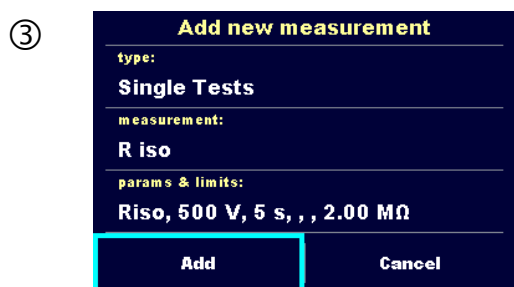 ③
Add new measurement
type:
Single Tests
measurement:
R iso
params & limits:
Riso, 500 V, 5 s, , , 2.00 MΩ
Add Cancel